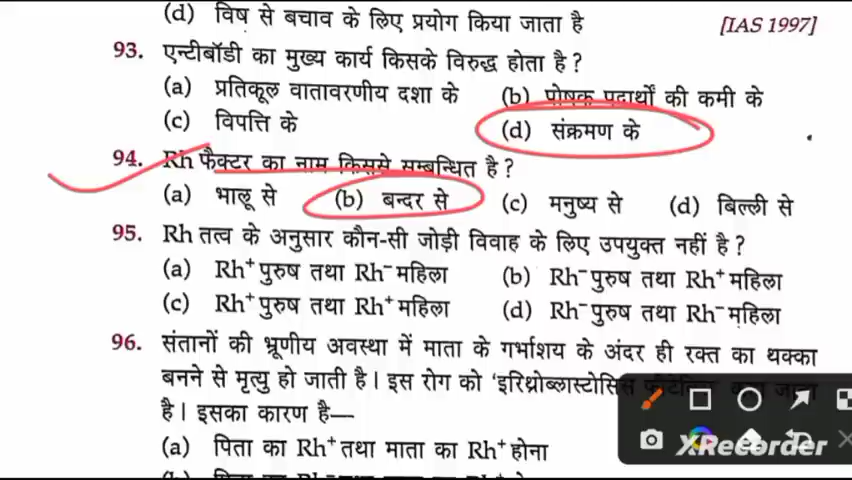 (d) विष से बचाव के लिए प्रयोग किया जाता है
[IAS 1997]
93. एन्टीबॉडी का मुख्य कार्य किसके विरुद्ध होता है ?
(a) प्रतिकूल वातावरणीय दशा के (b) पोषक पदार्थों की कमी के
(c) विपत्ति के (d) संक्रमण के
94. Rh फैक्टर का नाम किससे सम्बन्धित है ?
(a) भालू से (b) बन्दर से (c) मनुष्य से (d) बिल्ली से
95. Rh तत्व के अनुसार कौन-सी जोड़ी विवाह के लिए उपयुक्त नहीं है ?
(a) Rh⁺ पुरुष तथा Rh⁻ महिला (b) Rh⁻ पुरुष तथा Rh⁺ महिला
(c) Rh⁺ पुरुष तथा Rh⁺ महिला (d) Rh⁻ पुरुष तथा Rh⁻ महिला
96. संतानों की भ्रूणीय अवस्था में माता के गर्भाशय के अंदर ही रक्त का थक्का
बनने से मृत्यु हो जाती है । इस रोग को 'इरिथ्रोब्लास्टोसिस
है । इसका कारण है—
(a) पिता का Rh⁺ तथा माता का Rh⁺ होना
XRecorder